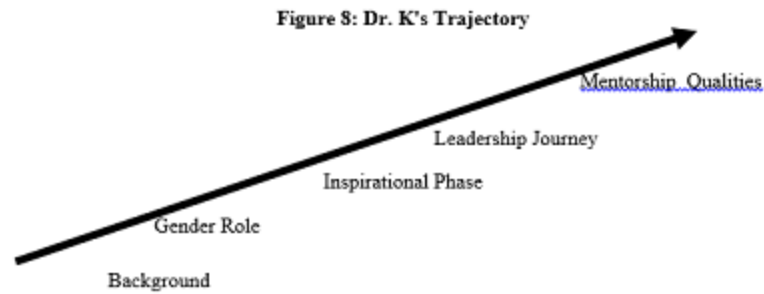 Figure 8: Dr. K's Trajectory
Mentorship Qualities
Leadership Journey
Inspirational Phase
Gender Role
Background